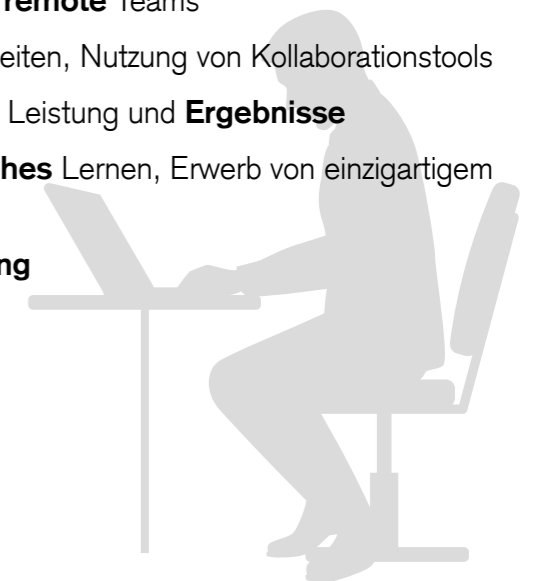 remote Teams
eiten, Nutzung von Kollaborationstools
Leistung und Ergebnisse
hes Lernen, Erwerb von einzigartigem
ng